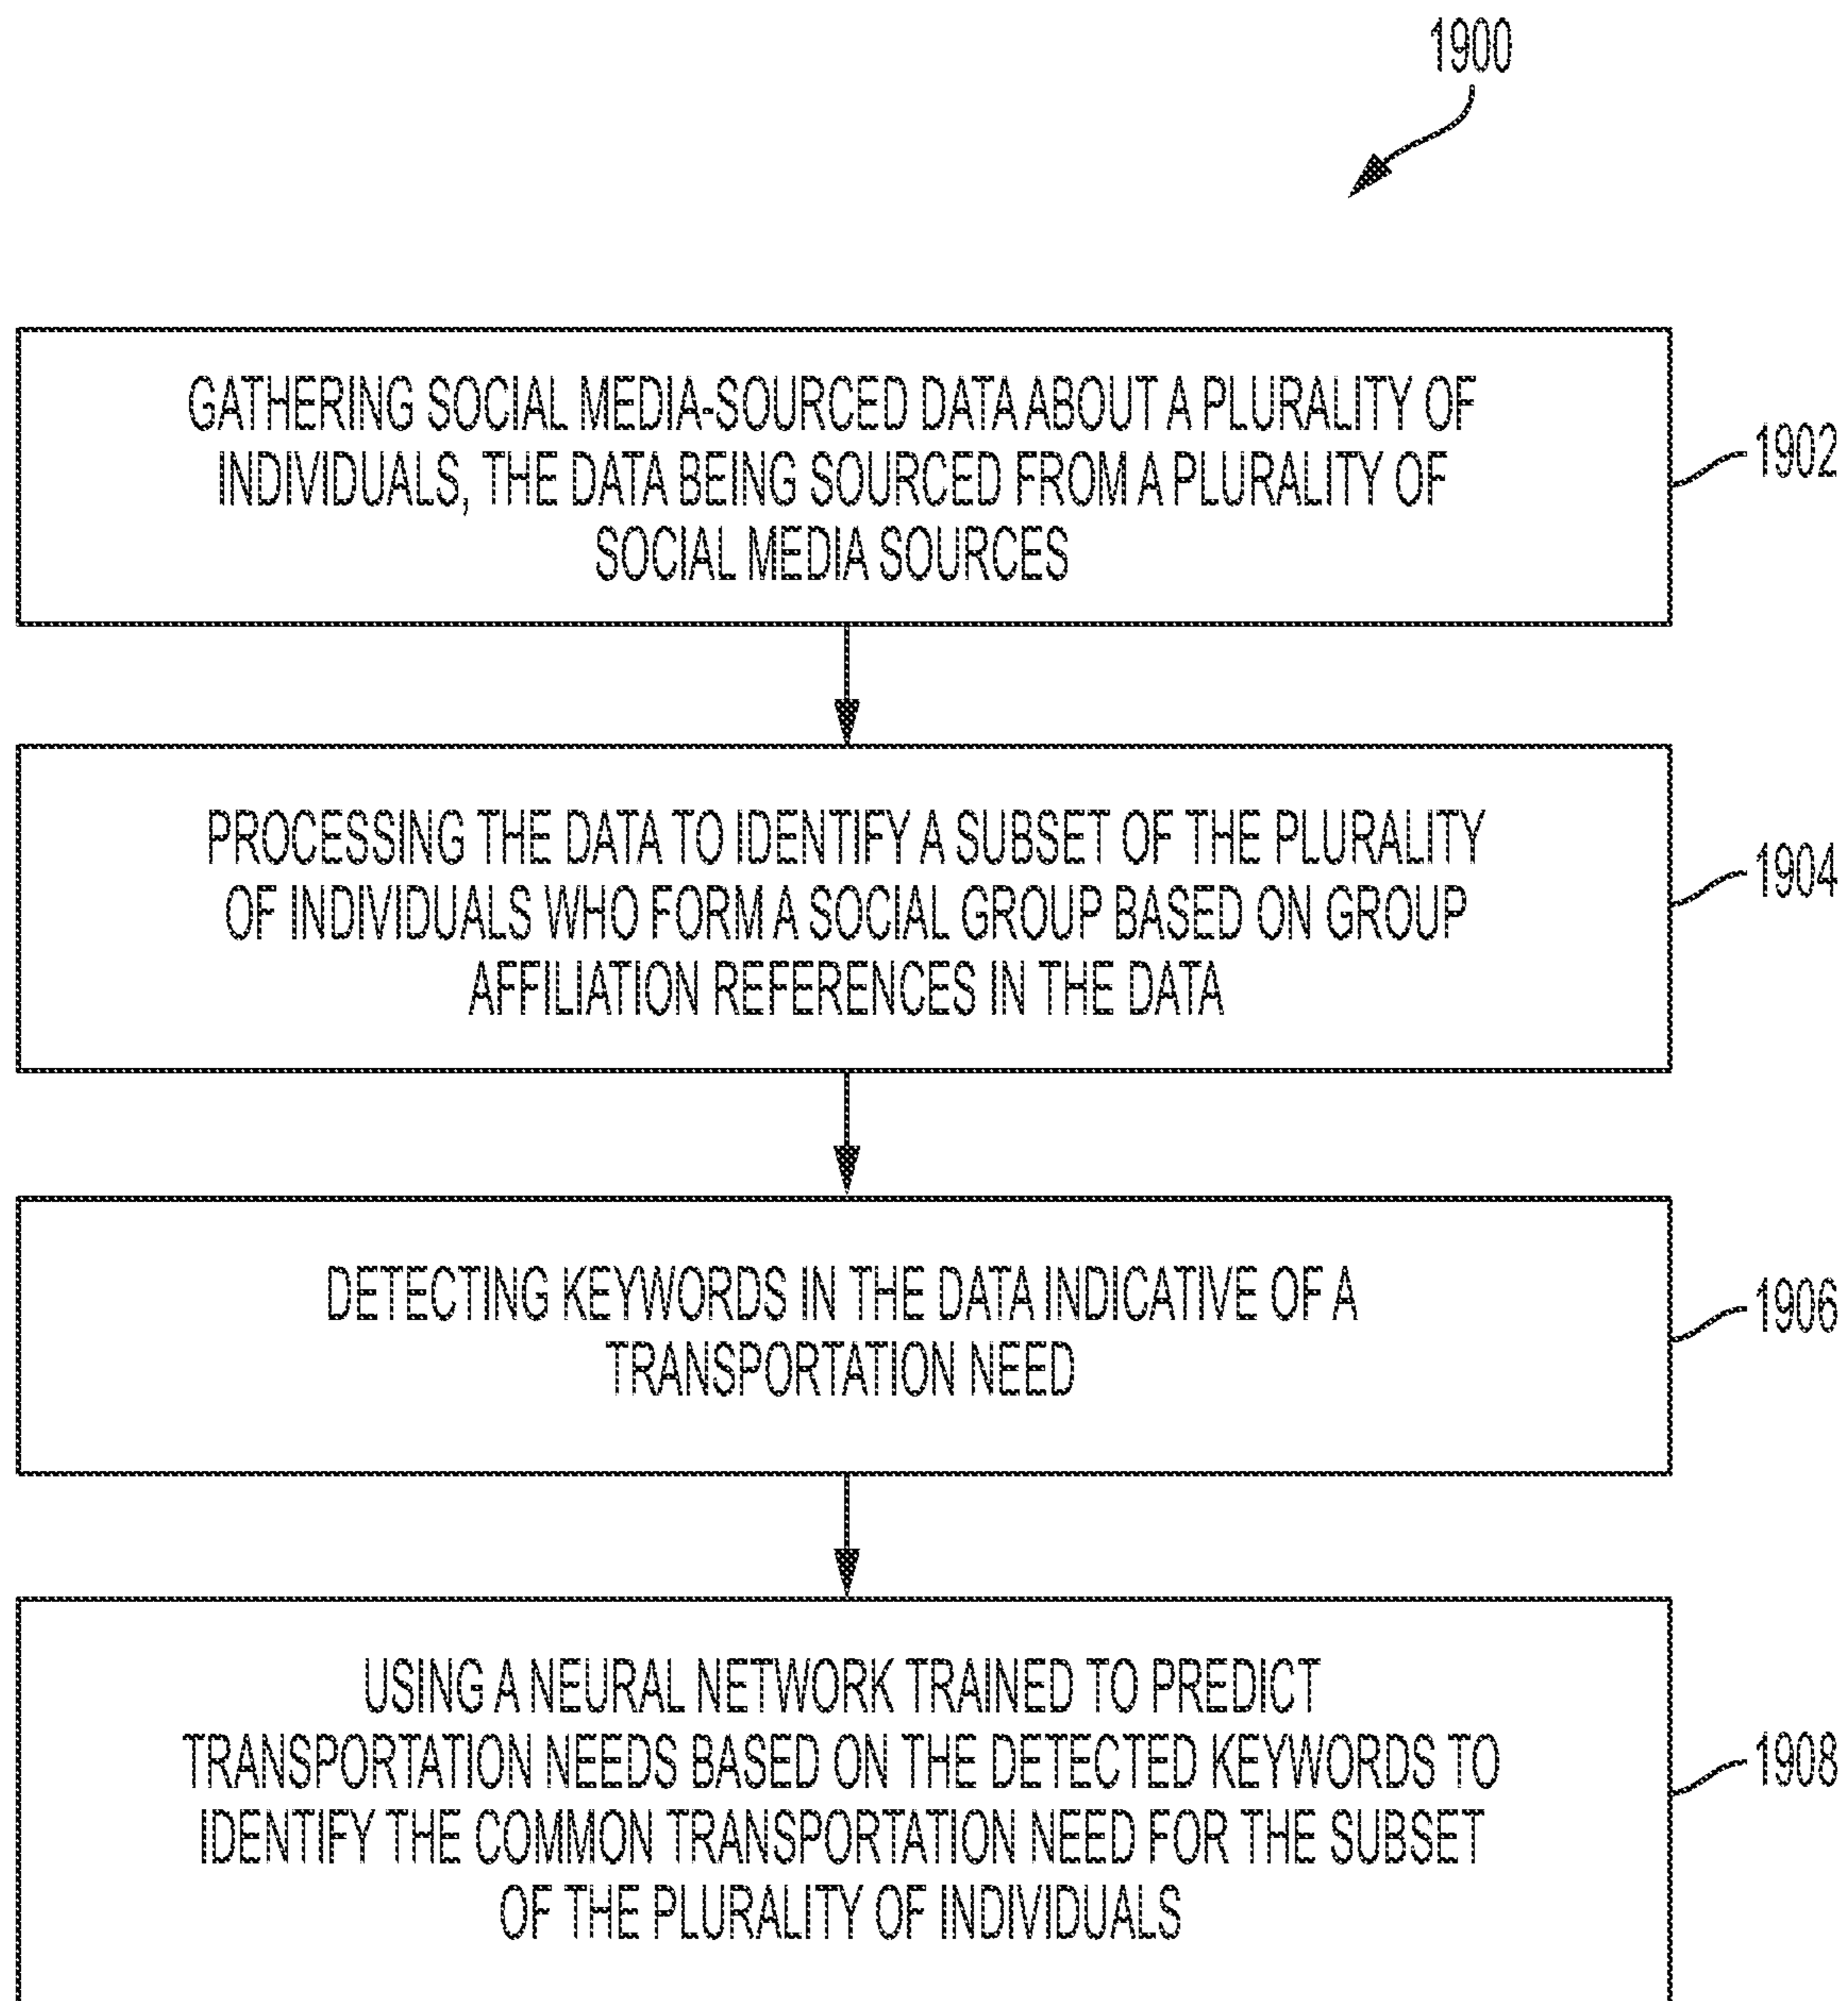 1900
GATHERING SOCIAL MEDIA-SOURCED DATA ABOUT A PLURALITY OF
INDIVIDUALS, THE DATA BEING SOURCED FROM A PLURALITY OF
SOCIAL MEDIA SOURCES
1902
PROCESSING THE DATA TO IDENTIFY A SUBSET OF THE PLURALITY
OF INDIVIDUALS WHO FORM A SOCIAL GROUP BASED ON GROUP
AFFILIATION REFERENCES IN THE DATA
1904
DETECTING KEYWORDS IN THE DATA INDICATIVE OF A
TRANSPORTATION NEED
1906
USING A NEURAL NETWORK TRAINED TO PREDICT
TRANSPORTATION NEEDS BASED ON THE DETECTED KEYWORDS TO
IDENTIFY THE COMMON TRANSPORTATION NEED FOR THE SUBSET
OF THE PLURALITY OF INDIVIDUALS
1908